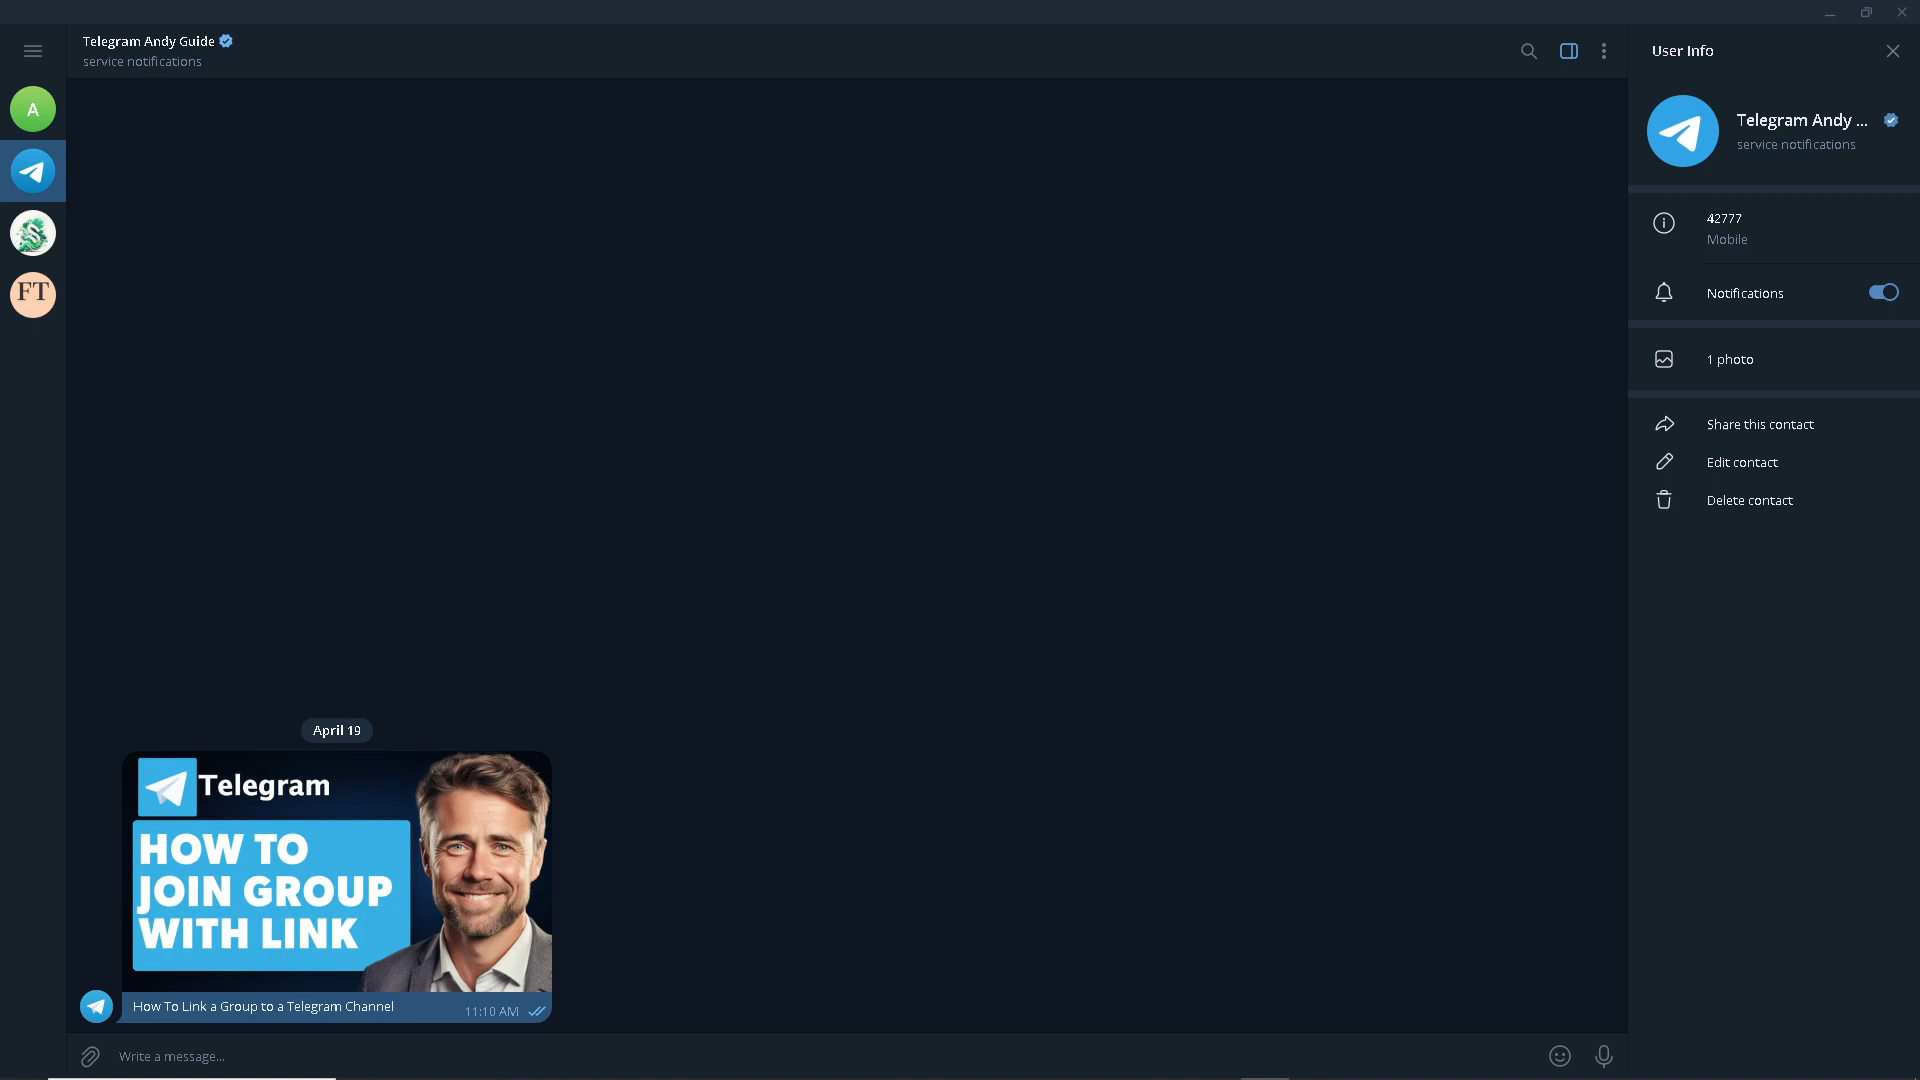 Telegram Andy Guide
service notifications
User Info
A
Telegram Andy ...
service notifications
FT
42777
Mobile
Notifications
1 photo
Share this contact
Edit contact
Delete contact
April 19
Telegram
HOW TO
JOIN GROUP
WITH LINK
How To Link a Group to a Telegram Channel
11:10 AM
Write a message...